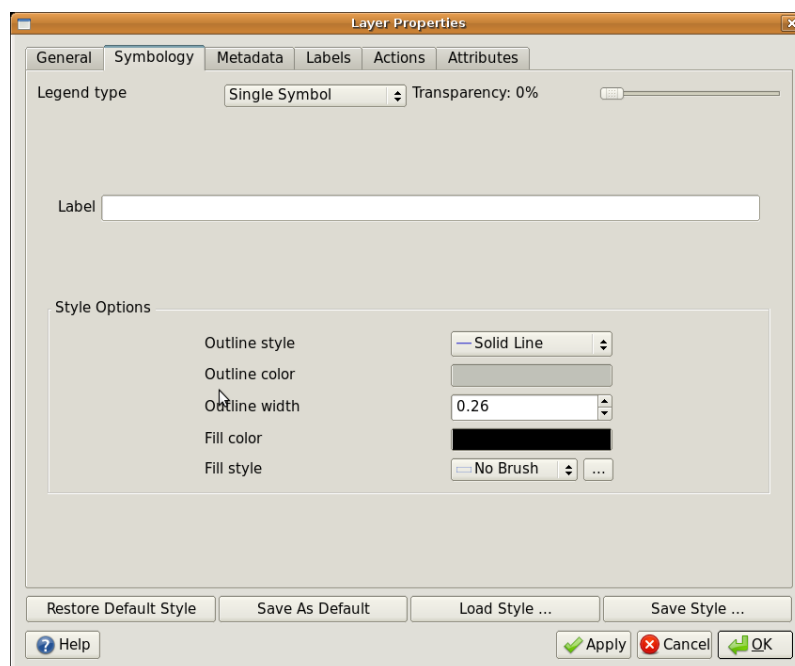 Layer Properties
General Symbology Metadata Labels Actions Attributes
Legend type Single Symbol Transparency: 0%
Label
Style Options
Outline style Solid Line
Outline color
Outline width 0.26
Fill color
Fill style No Brush ...
Restore Default Style Save As Default Load Style ... Save Style ...
Help Apply Cancel OK